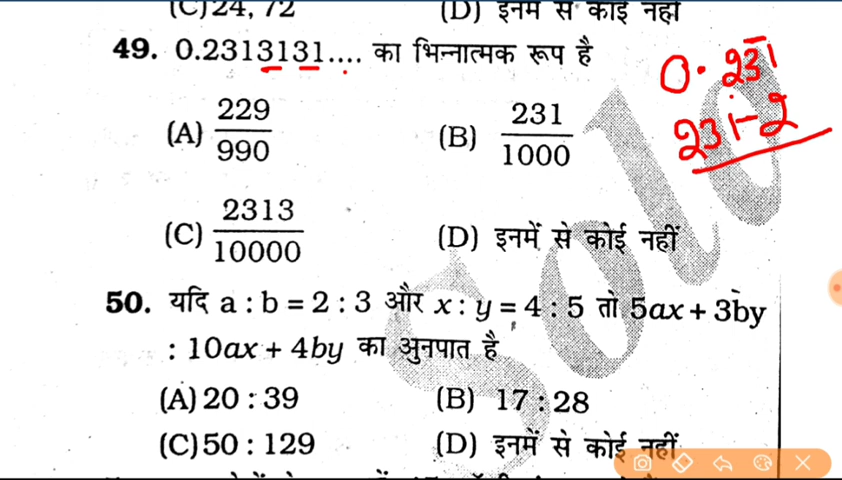 (C) 24, 72 (D) इनमें से कोई नहीं
49. 0.2313131.... का भिन्नात्मक रूप है
0.231
231-2
(A) 229/990 (B) 231/1000
(C) 2313/10000 (D) इनमें से कोई नहीं
50. यदि a : b = 2 : 3 और x : y = 4 : 5 तो 5ax + 3by
: 10ax + 4by का अुनपात है
(A) 20 : 39 (B) 17 : 28
(C) 50 : 129 (D) इनमें से कोई नहीं
Solo